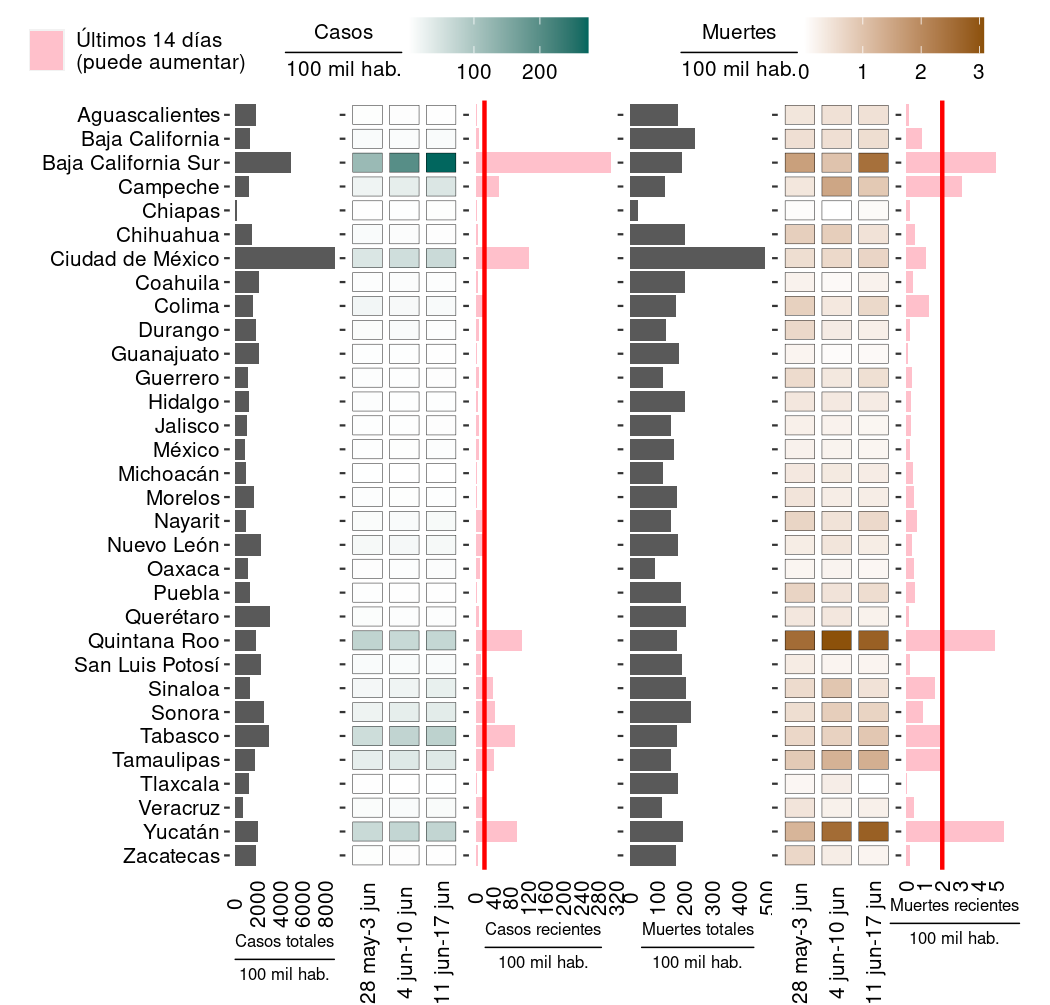 Últimos 14 días
(puede aumentar)
Casos
100 mil hab.
100 200
Muertes
100 mil hab.
0 1 2 3
Aguascalientes
Baja California
Baja California Sur
Campeche
Chiapas
Chihuahua
Ciudad de México
Coahuila
Colima
Durango
Guanajuato
Guerrero
Hidalgo
Jalisco
México
Michoacán
Morelos
Nayarit
Nuevo León
Oaxaca
Puebla
Querétaro
Quintana Roo
San Luis Potosí
Sinaloa
Sonora
Tabasco
Tamaulipas
Tlaxcala
Veracruz
Yucatán
Zacatecas
0 2000 4000 6000 8000
Casos totales
100 mil hab.
28 may-3 jun
4 jun-10 jun
11 jun-17 jun
0 40 80 120 160 200 240 280 320
Casos recientes
100 mil hab.
0 100 200 300 400 500
Muertes totales
100 mil hab.
28 may-3 jun
4 jun-10 jun
11 jun-17 jun
0 1 2 3 4 5
Muertes recientes
100 mil hab.